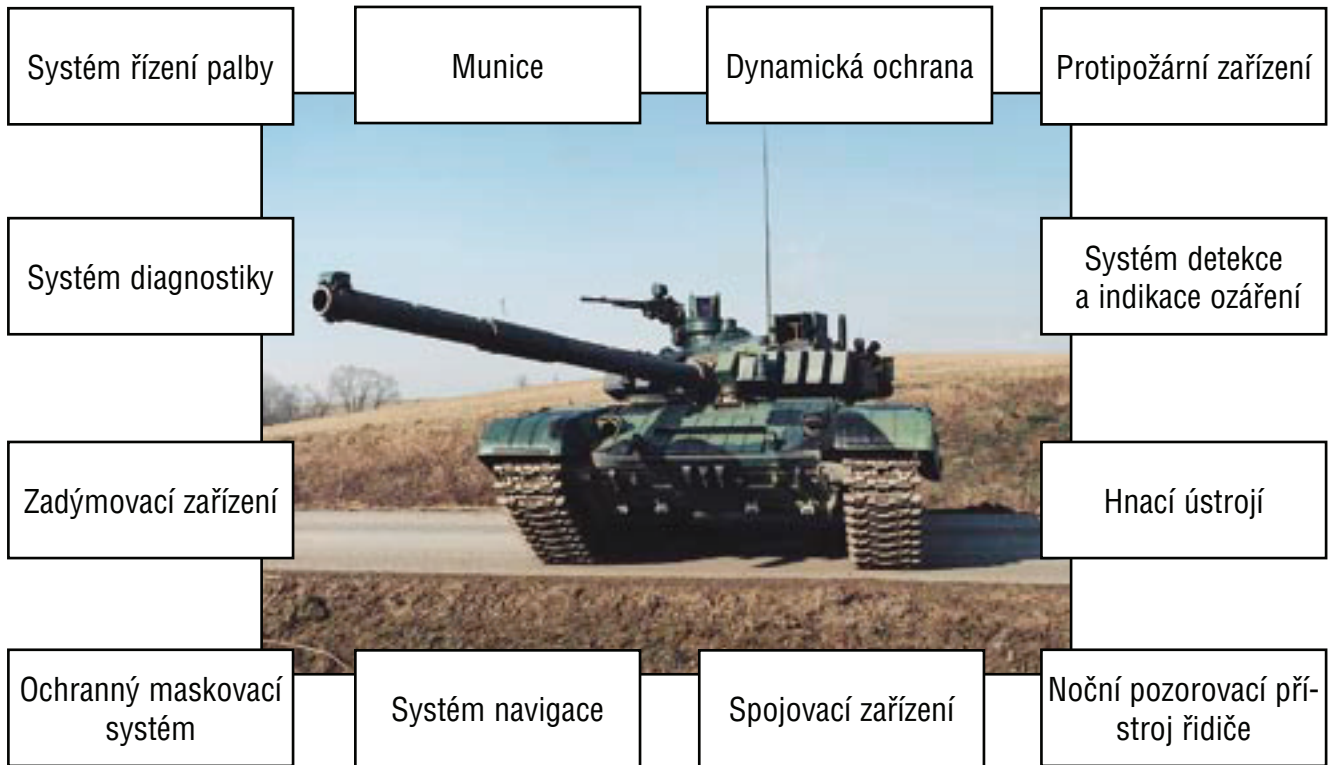 Systém řízení palby
Munice
Dynamická ochrana
Protipožární zařízení
Systém diagnostiky
Systém detekce
a indikace ozáření
Zadýmovací zařízení
Hnací ústrojí
Ochranný maskovací
systém
Systém navigace
Spojovací zařízení
Noční pozorovací pří-
stroj řidiče